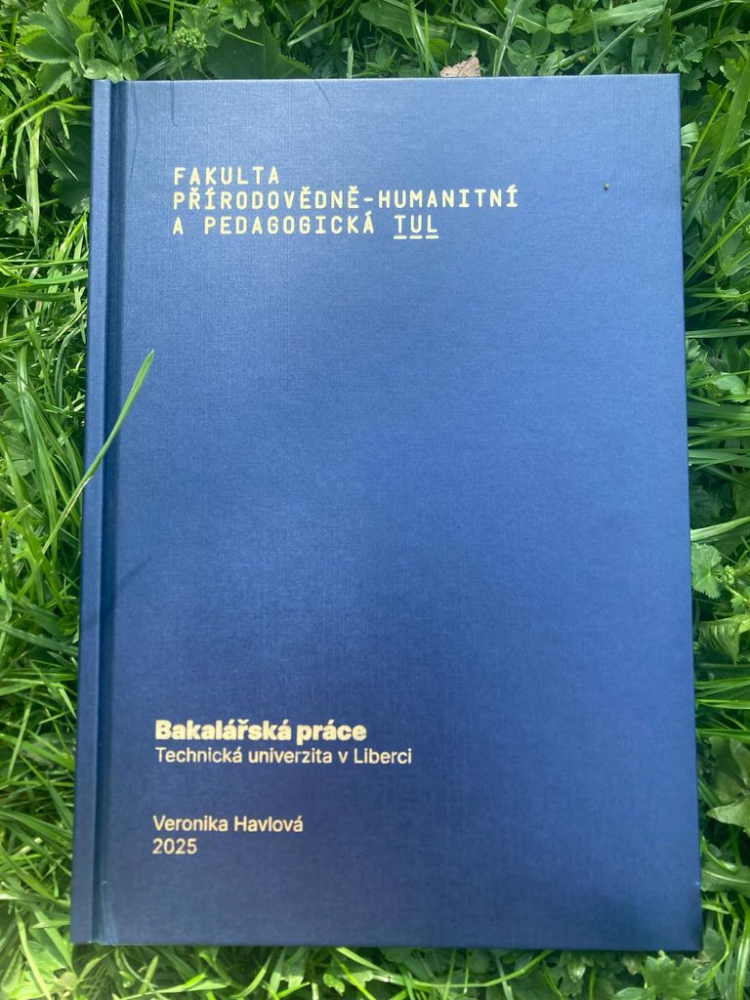 FAKULTA
PŘÍRODOVĚDNĚ-HUMANITNÍ
A PEDAGOGICKÁ TUL
Bakalářská práce
Technická univerzita v Liberci
Veronika Havlová
2025